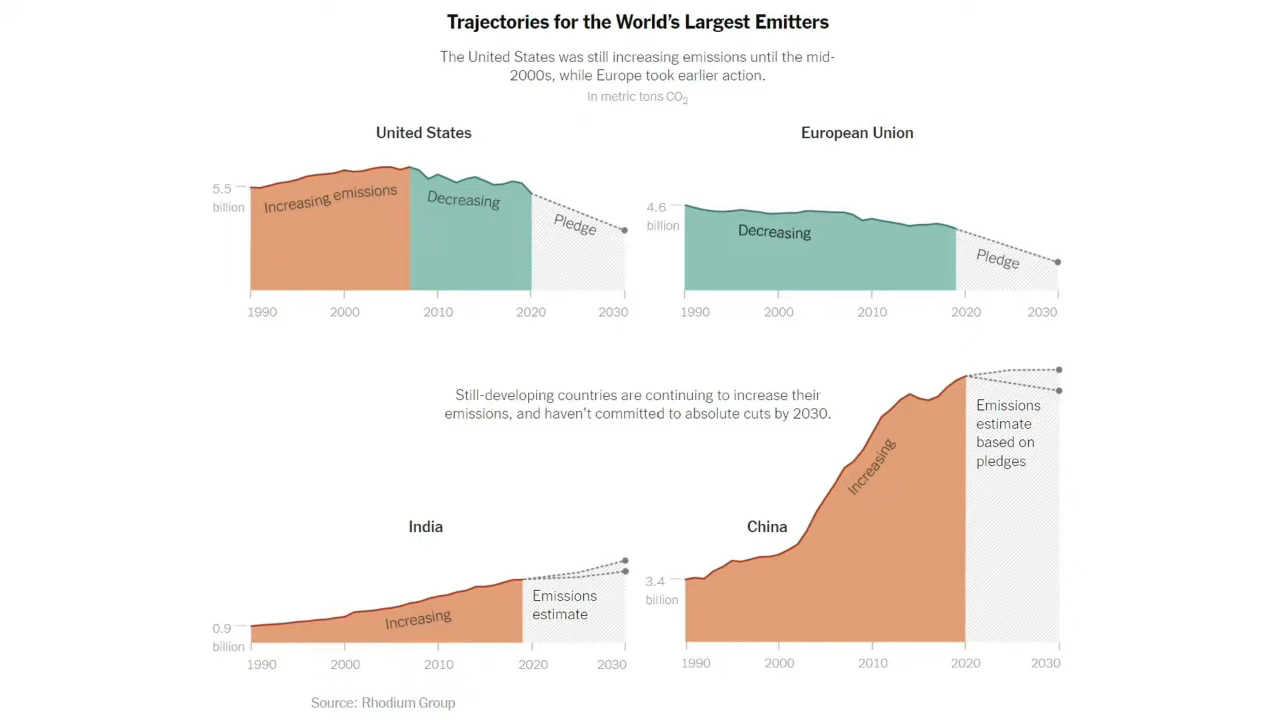 Trajectories for the World's Largest Emitters
The United States was still increasing emissions until the mid-
2000s, while Europe took earlier action.
In metric tons CO2
United States
5.5
billion
Increasing emissions
Decreasing
Pledge
1990 2000 2010 2020 2030
European Union
4.6
billion
Decreasing
Pledge
1990 2000 2010 2020 2030
Still-developing countries are continuing to increase their
emissions, and haven't committed to absolute cuts by 2030.
India
0.9
billion
Increasing
Emissions
estimate
1990 2000 2010 2020 2030
China
3.4
billion
Increasing
Emissions
estimate
based on
pledges
1990 2000 2010 2020 2030
Source: Rhodium Group